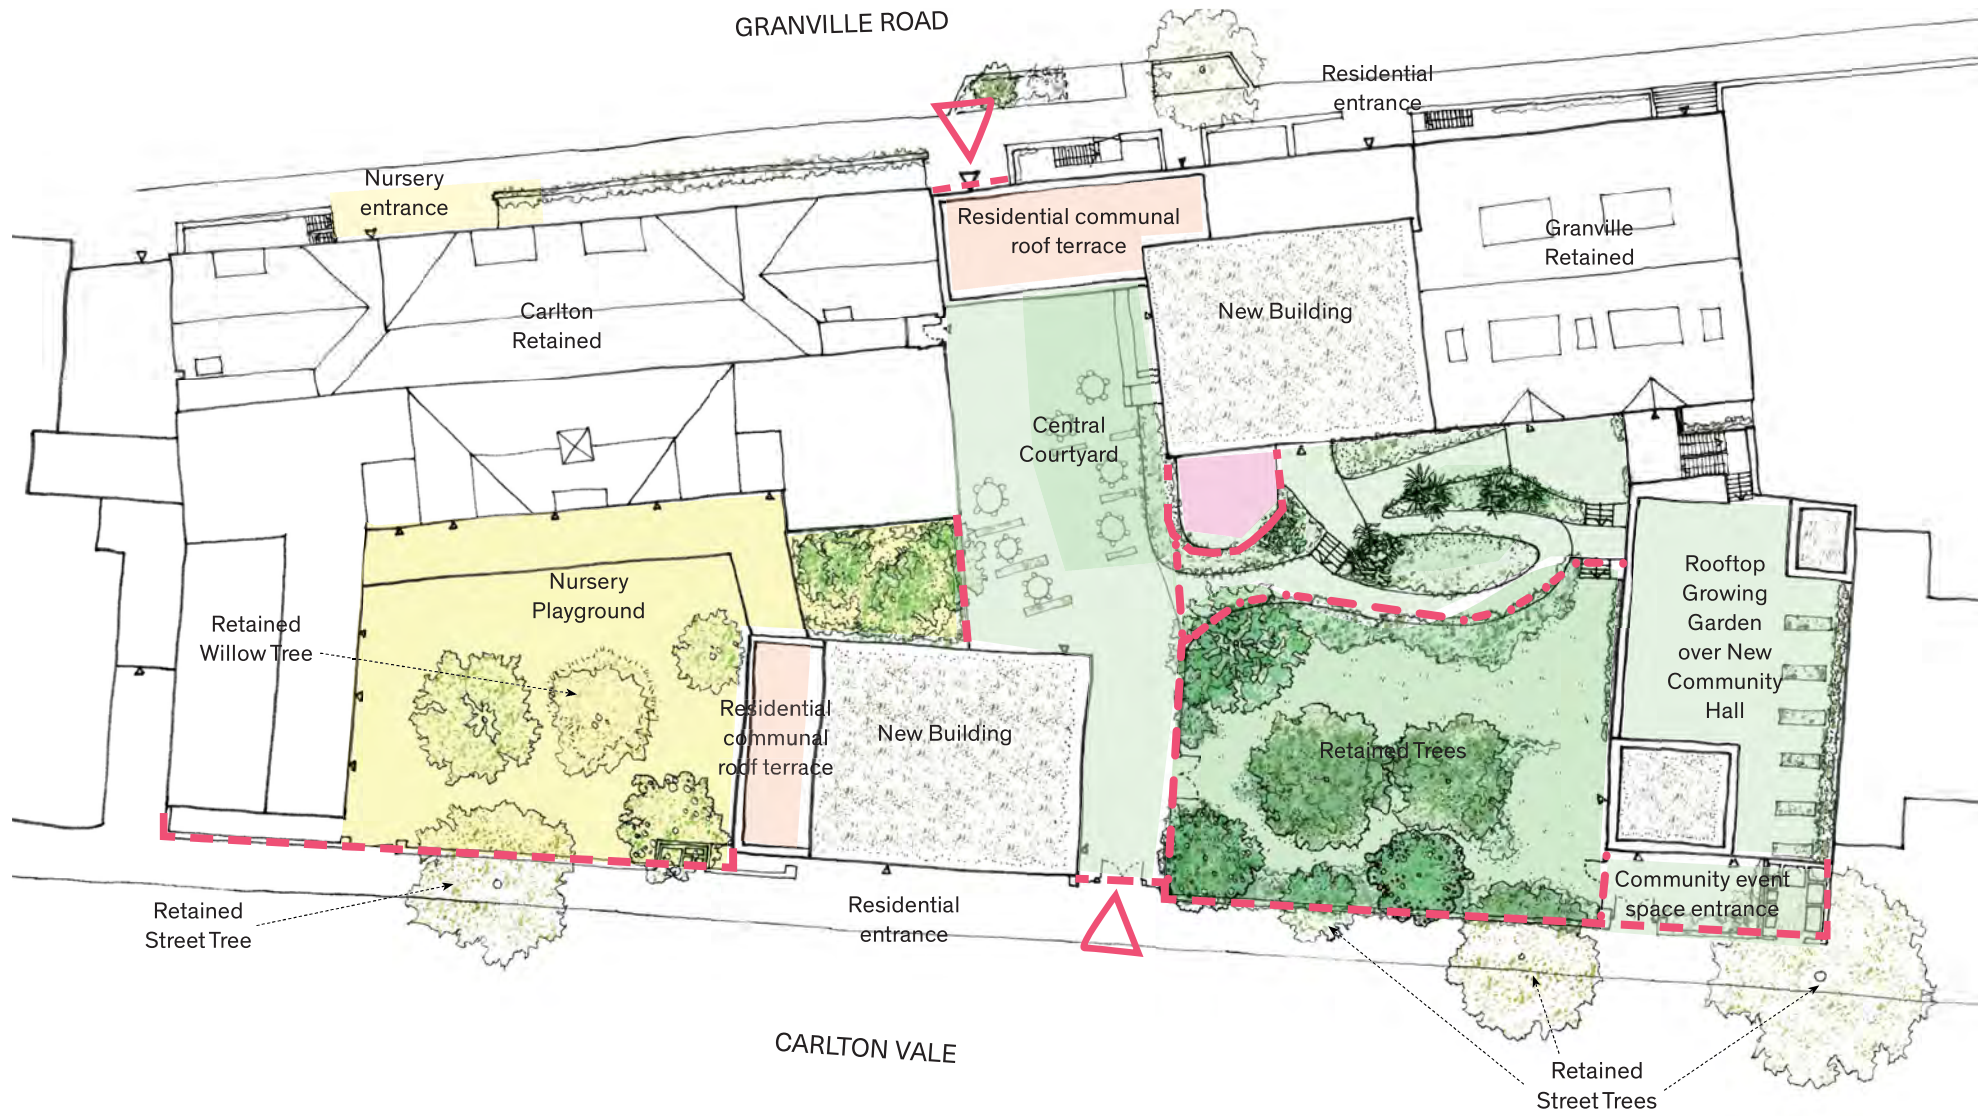 GRANVILLE ROAD
Residential
entrance
Nursery
entrance
Residential communal
roof terrace
Granville
Retained
Carlton
Retained
New Building
Central
Courtyard
Nursery
Playground
Rooftop
Growing
Garden
over New
Community
Hall
Retained
Willow Tree
Residential
communal
roof terrace
New Building
Retained Trees
Community event
space entrance
Retained
Street Tree
Residential
entrance
CARLTON VALE
Retained
Street Trees